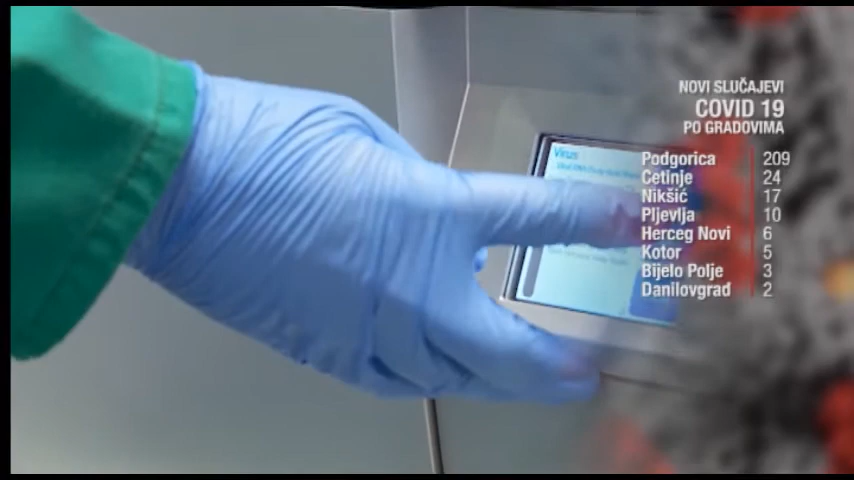 NOVI SLUČAJEVI
COVID 19
PO GRADOVIMA
Podgorica 209
Cetinje 24
Nikšić 17
Pljevlja 10
Herceg Novi 6
Kotor 5
Bijelo Polje 3
Danilovgrad 2
Virus